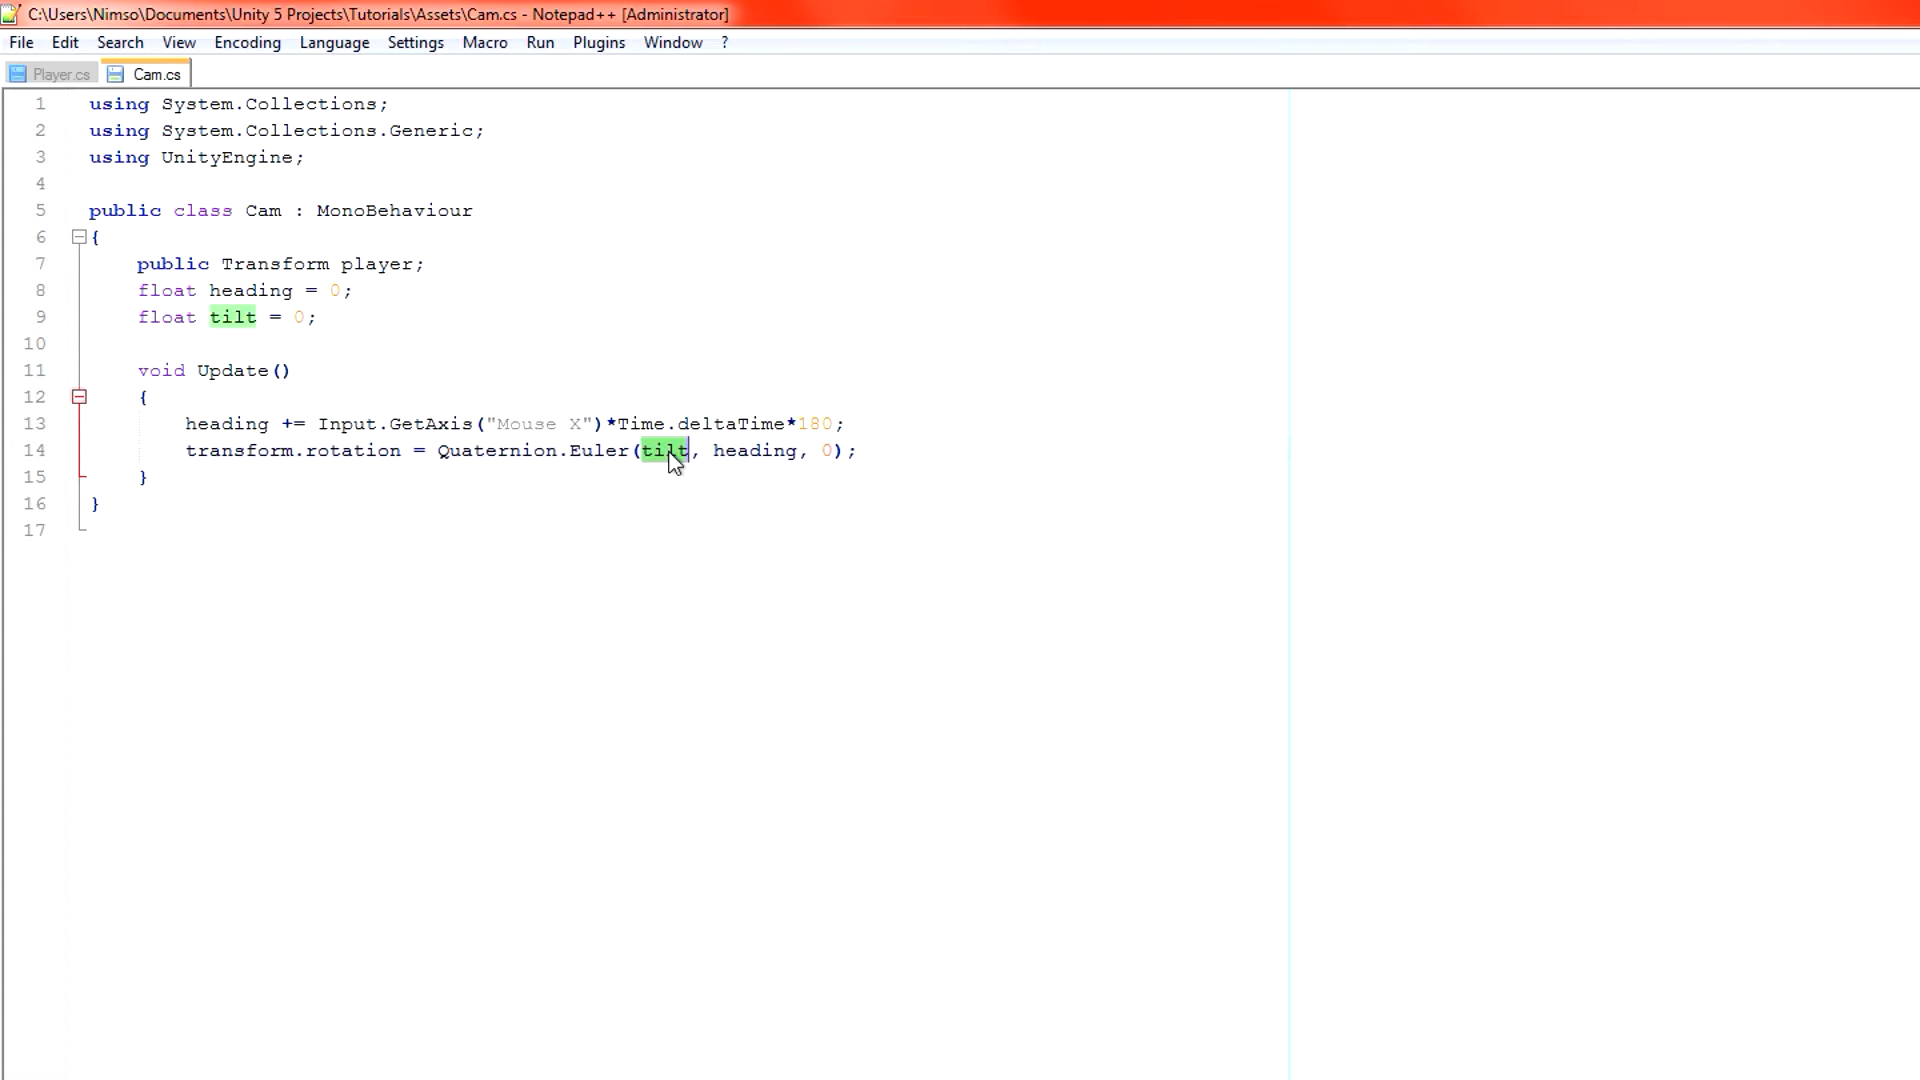 C:\Users\Nimso\Documents\Unity 5 Projects\Tutorials\Assets\Cam.cs - Notepad++ [Administrator]
File Edit Search View Encoding Language Settings Macro Run Plugins Window ?
Player.cs Cam.cs
1 using System.Collections;
2 using System.Collections.Generic;
3 using UnityEngine;
4
5 public class Cam : MonoBehaviour
6 {
7 public Transform player;
8 float heading = 0;
9 float tilt = 0;
10
11 void Update()
12 {
13 heading += Input.GetAxis("Mouse X")*Time.deltaTime*180;
14 transform.rotation = Quaternion.Euler(tilt, heading, 0);
15 }
16 }
17